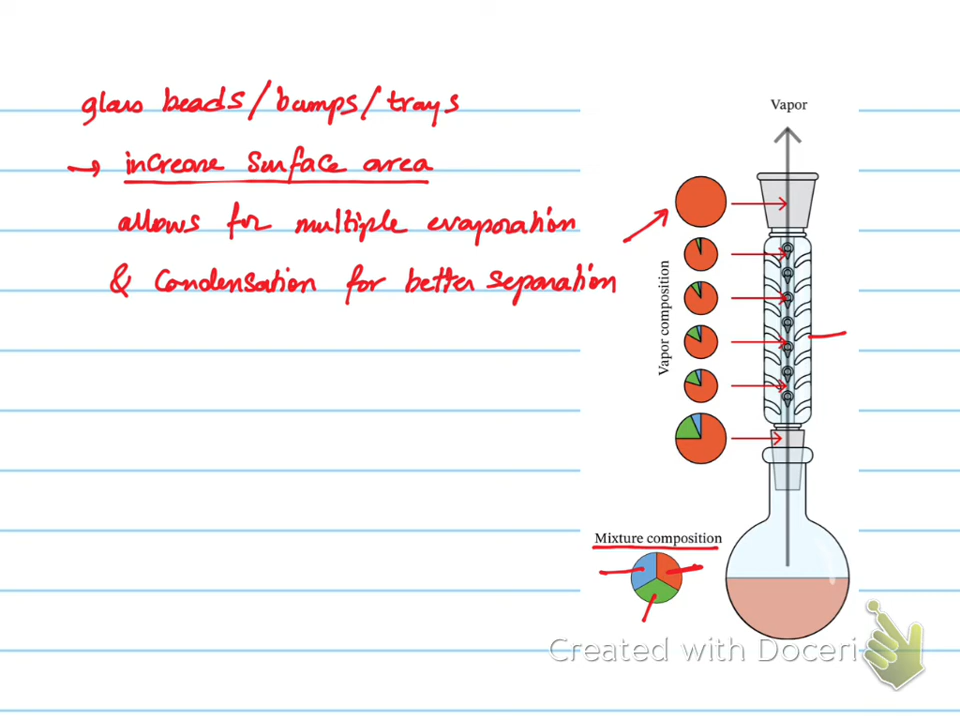 glass beads/bumps/trays
→ increase surface area
allows for multiple evaporation
& Condensation for better separation
Vapor
Vapor composition
Mixture composition
Created with Doceri